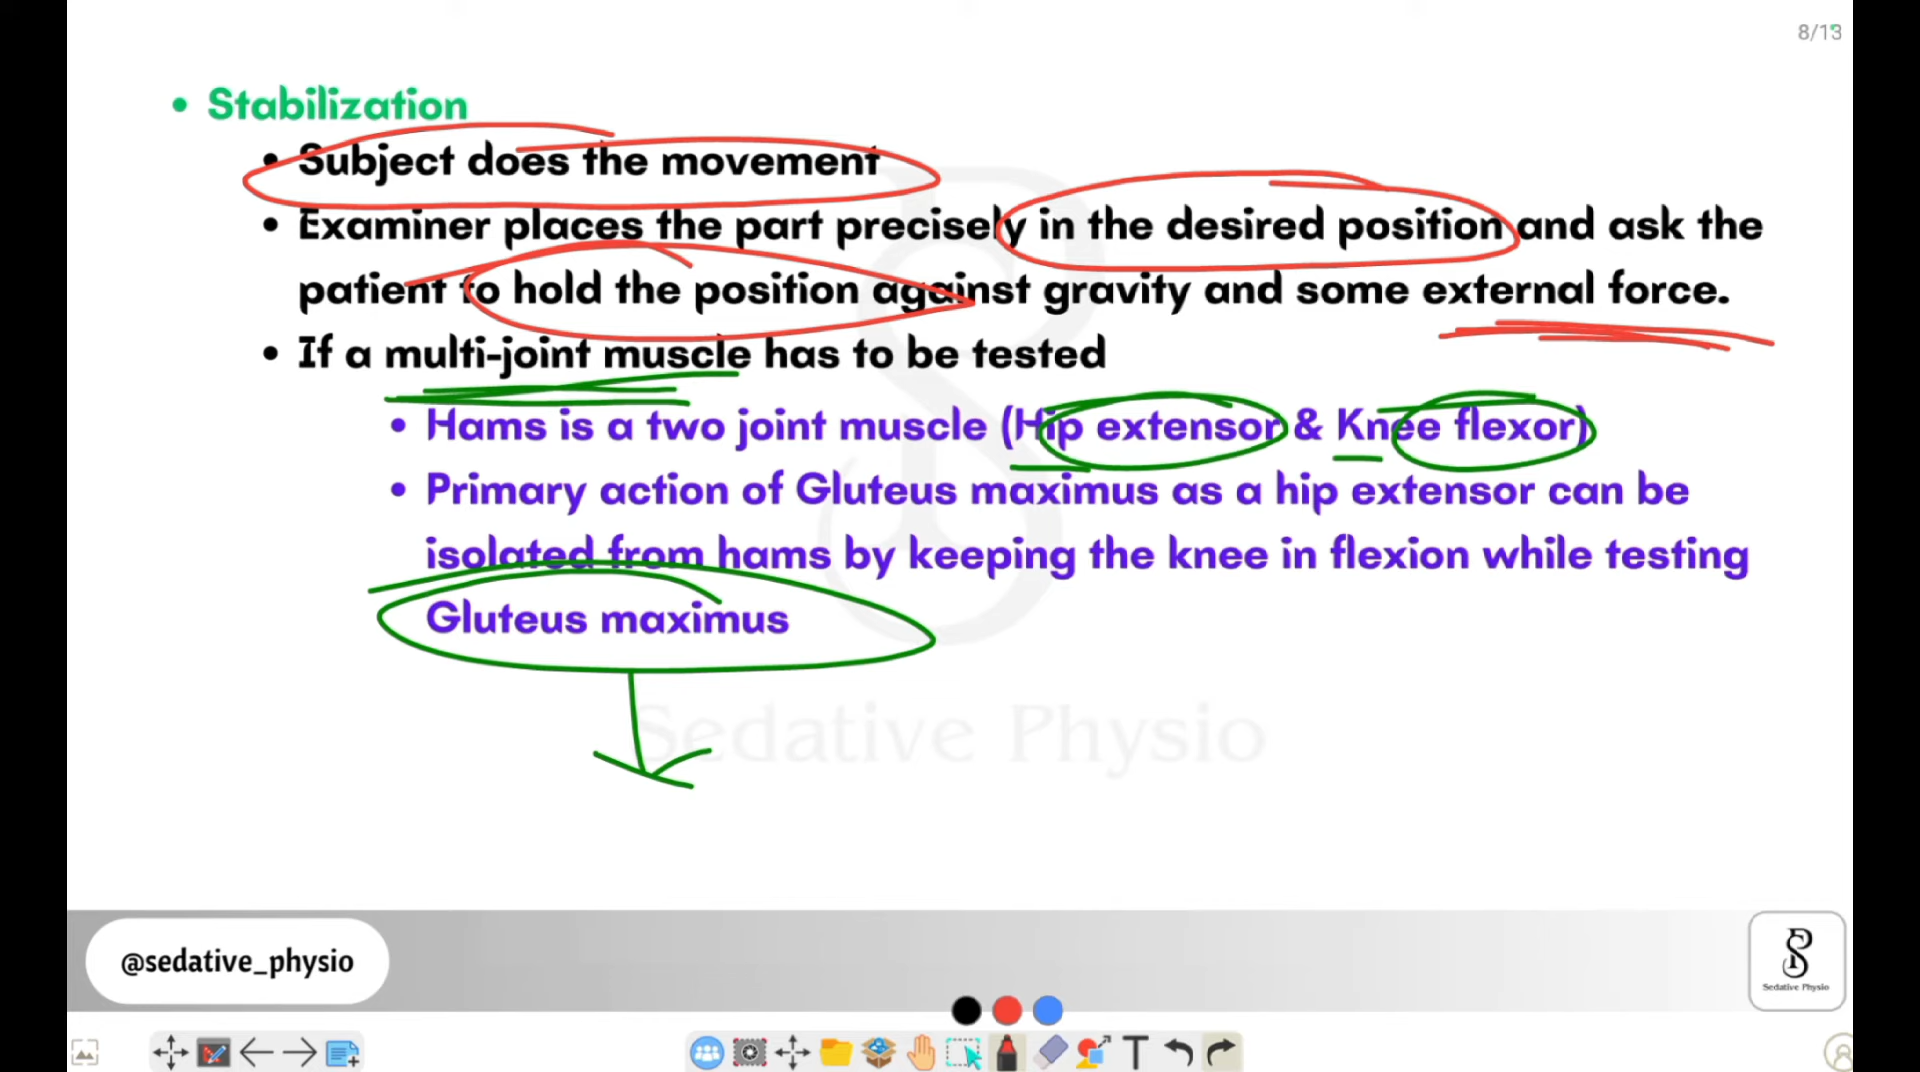 8/13
• Stabilization
• Subject does the movement
• Examiner places the part precisely in the desired position and ask the
patient to hold the position against gravity and some external force.
• If a multi-joint muscle has to be tested
• Hams is a two joint muscle (Hip extensor & Knee flexor)
• Primary action of Gluteus maximus as a hip extensor can be
isolated from hams by keeping the knee in flexion while testing
Gluteus maximus
Sedative Physio
@sedative_physio
Sedative Physio
T